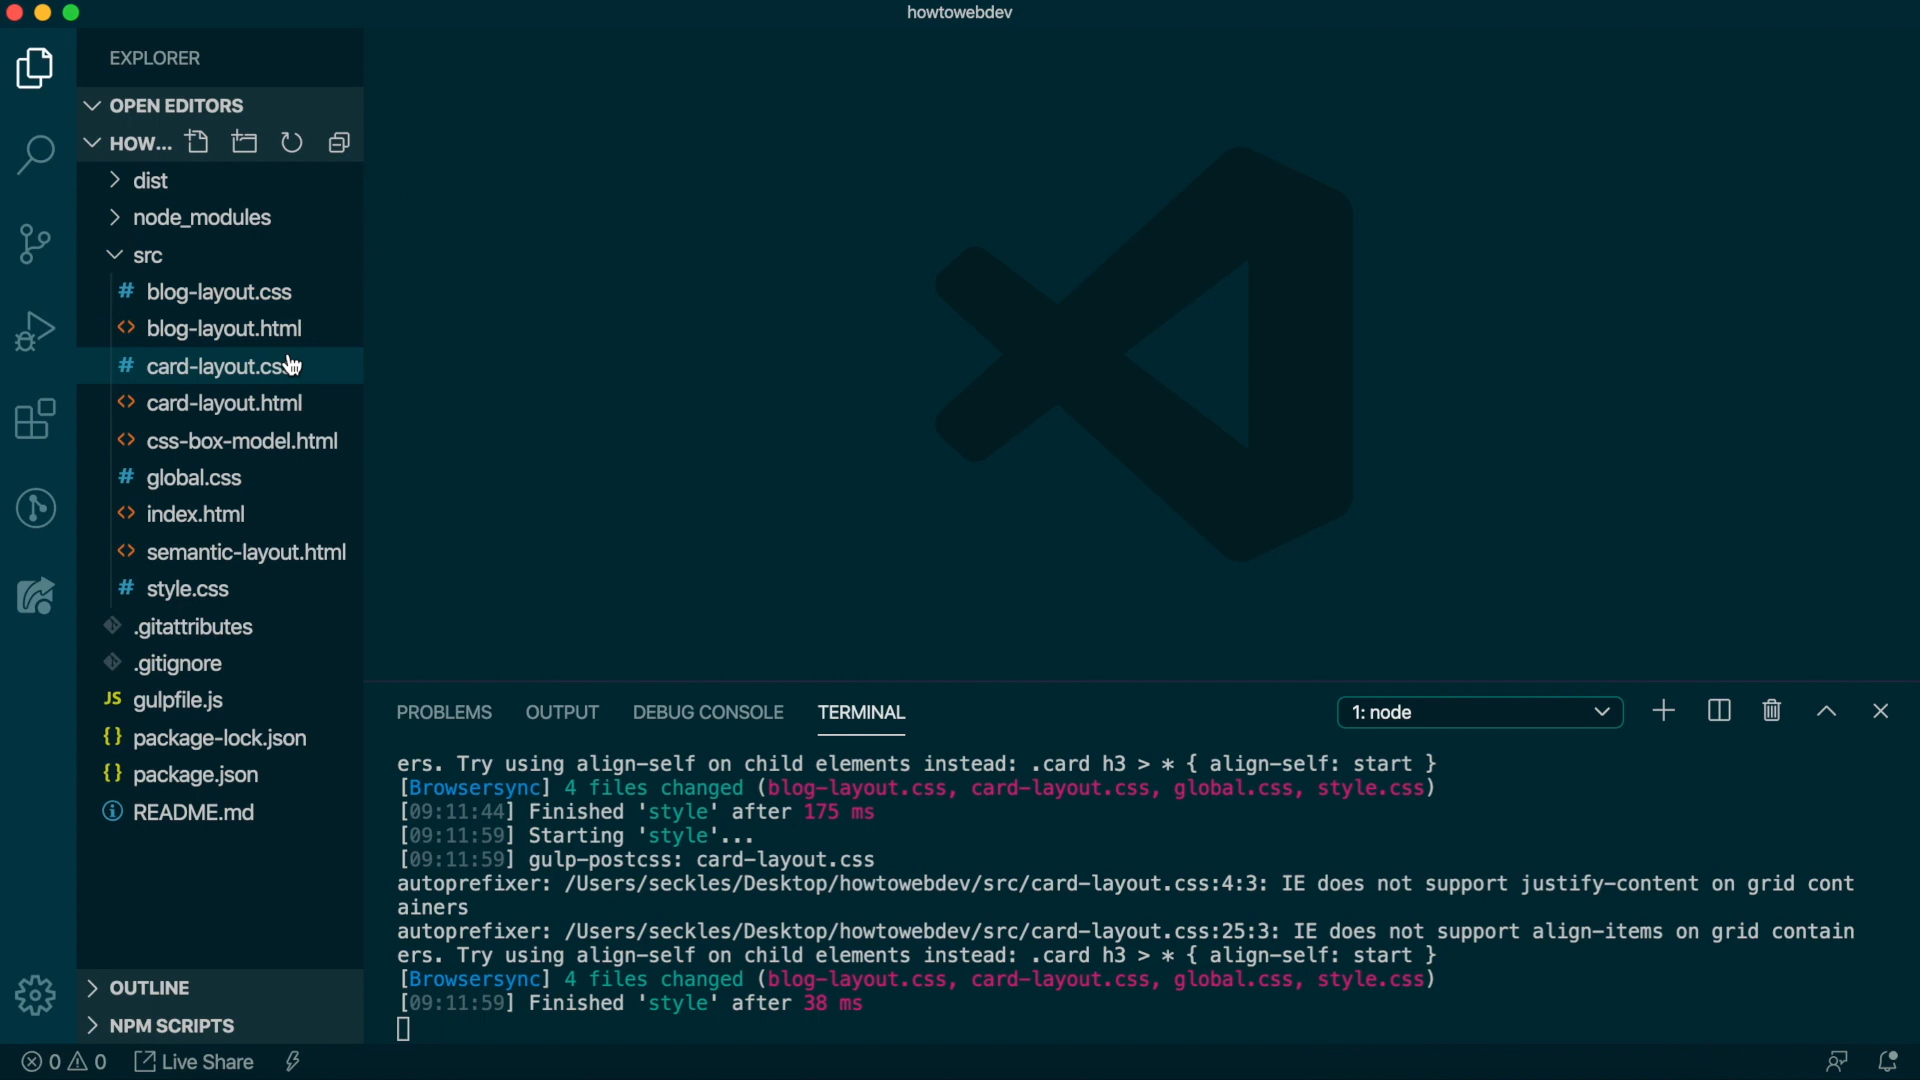 howtowebdev
EXPLORER
OPEN EDITORS
HOW...
dist
node_modules
src
# blog-layout.css
<> blog-layout.html
# card-layout.css
<> card-layout.html
<> css-box-model.html
# global.css
<> index.html
<> semantic-layout.html
# style.css
.gitattributes
.gitignore
JS gulpfile.js
{} package-lock.json
{} package.json
README.md
OUTLINE
NPM SCRIPTS
PROBLEMS OUTPUT DEBUG CONSOLE TERMINAL 1: node
ers. Try using align-self on child elements instead: .card h3 > * { align-self: start }
[Browsersync] 4 files changed (blog-layout.css, card-layout.css, global.css, style.css)
[09:11:44] Finished 'style' after 175 ms
[09:11:59] Starting 'style'...
[09:11:59] gulp-postcss: card-layout.css
autoprefixer: /Users/seckles/Desktop/howtowebdev/src/card-layout.css:4:3: IE does not support justify-content on grid cont
ainers
autoprefixer: /Users/seckles/Desktop/howtowebdev/src/card-layout.css:25:3: IE does not support align-items on grid contain
ers. Try using align-self on child elements instead: .card h3 > * { align-self: start }
[Browsersync] 4 files changed (blog-layout.css, card-layout.css, global.css, style.css)
[09:11:59] Finished 'style' after 38 ms
0 0 Live Share